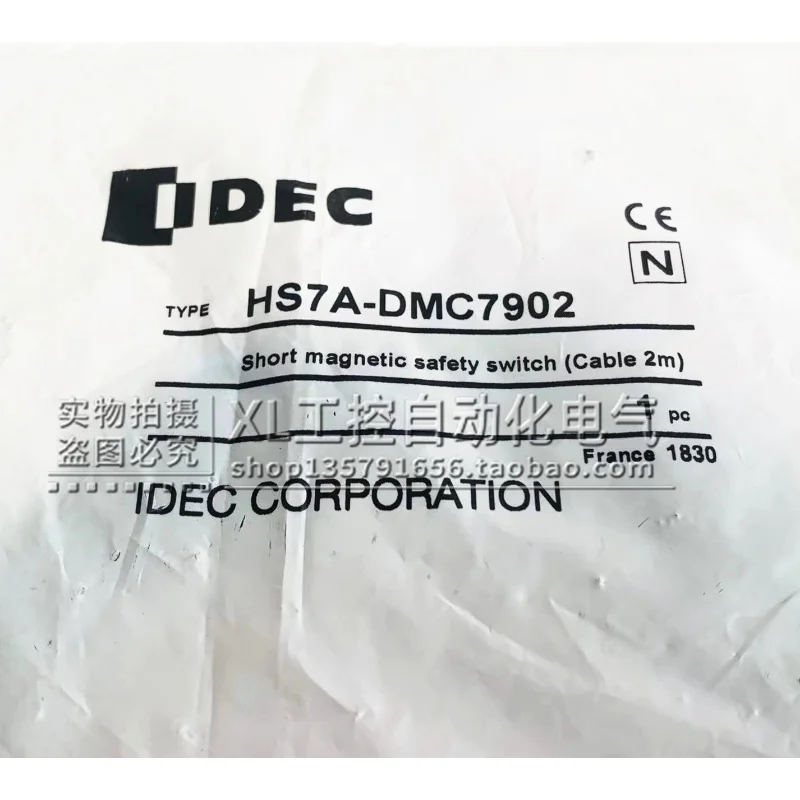 IDEC
CE
N
TYPE HS7A-DMC7902
Short magnetic safety switch (Cable 2m)
1 pc
实物拍摄 XL工控自动化电气
盗图必究 shop135791656.taobao.com
France 1830
IDEC CORPORATION